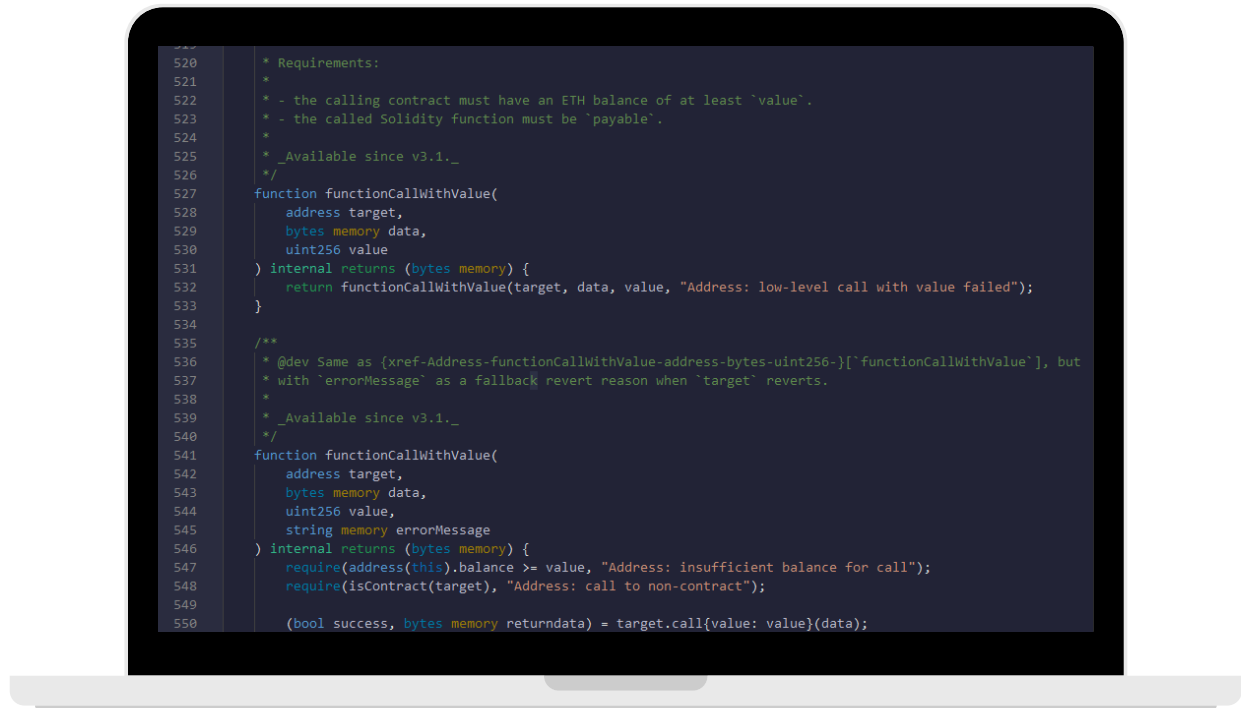 519
520 * Requirements:
521 *
522 * - the calling contract must have an ETH balance of at least `value`.
523 * - the called Solidity function must be `payable`.
524 *
525 * _Available since v3.1._
526 */
527 function functionCallWithValue(
528 address target,
529 bytes memory data,
530 uint256 value
531 ) internal returns (bytes memory) {
532 return functionCallWithValue(target, data, value, "Address: low-level call with value failed");
533 }
534
535 /**
536 * @dev Same as {xref-Address-functionCallWithValue-address-bytes-uint256-}[`functionCallWithValue`], but
537 * with `errorMessage` as a fallback revert reason when `target` reverts.
538 *
539 * _Available since v3.1._
540 */
541 function functionCallWithValue(
542 address target,
543 bytes memory data,
544 uint256 value,
545 string memory errorMessage
546 ) internal returns (bytes memory) {
547 require(address(this).balance >= value, "Address: insufficient balance for call");
548 require(isContract(target), "Address: call to non-contract");
549
550 (bool success, bytes memory returndata) = target.call{value: value}(data);